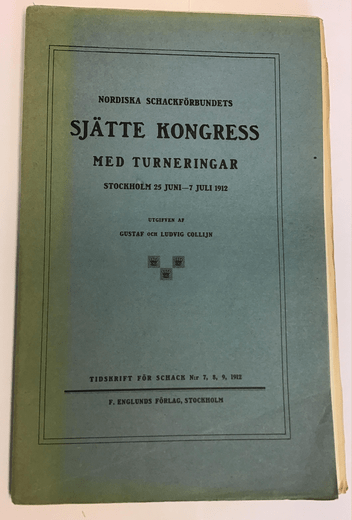 NORDISKA SCHACKFÖRBUNDETS
SJÄTTE KONGRESS
MED TURNERINGAR
STOCKHOLM 25 JUNI—7 JULI 1912
UTGIFVEN AF
GUSTAF OCH LUDVIG COLLIJN
TIDSKRIFT FÖR SCHACK N:r 7, 8, 9, 1912
F. ENGLUNDS FÖRLAG, STOCKHOLM